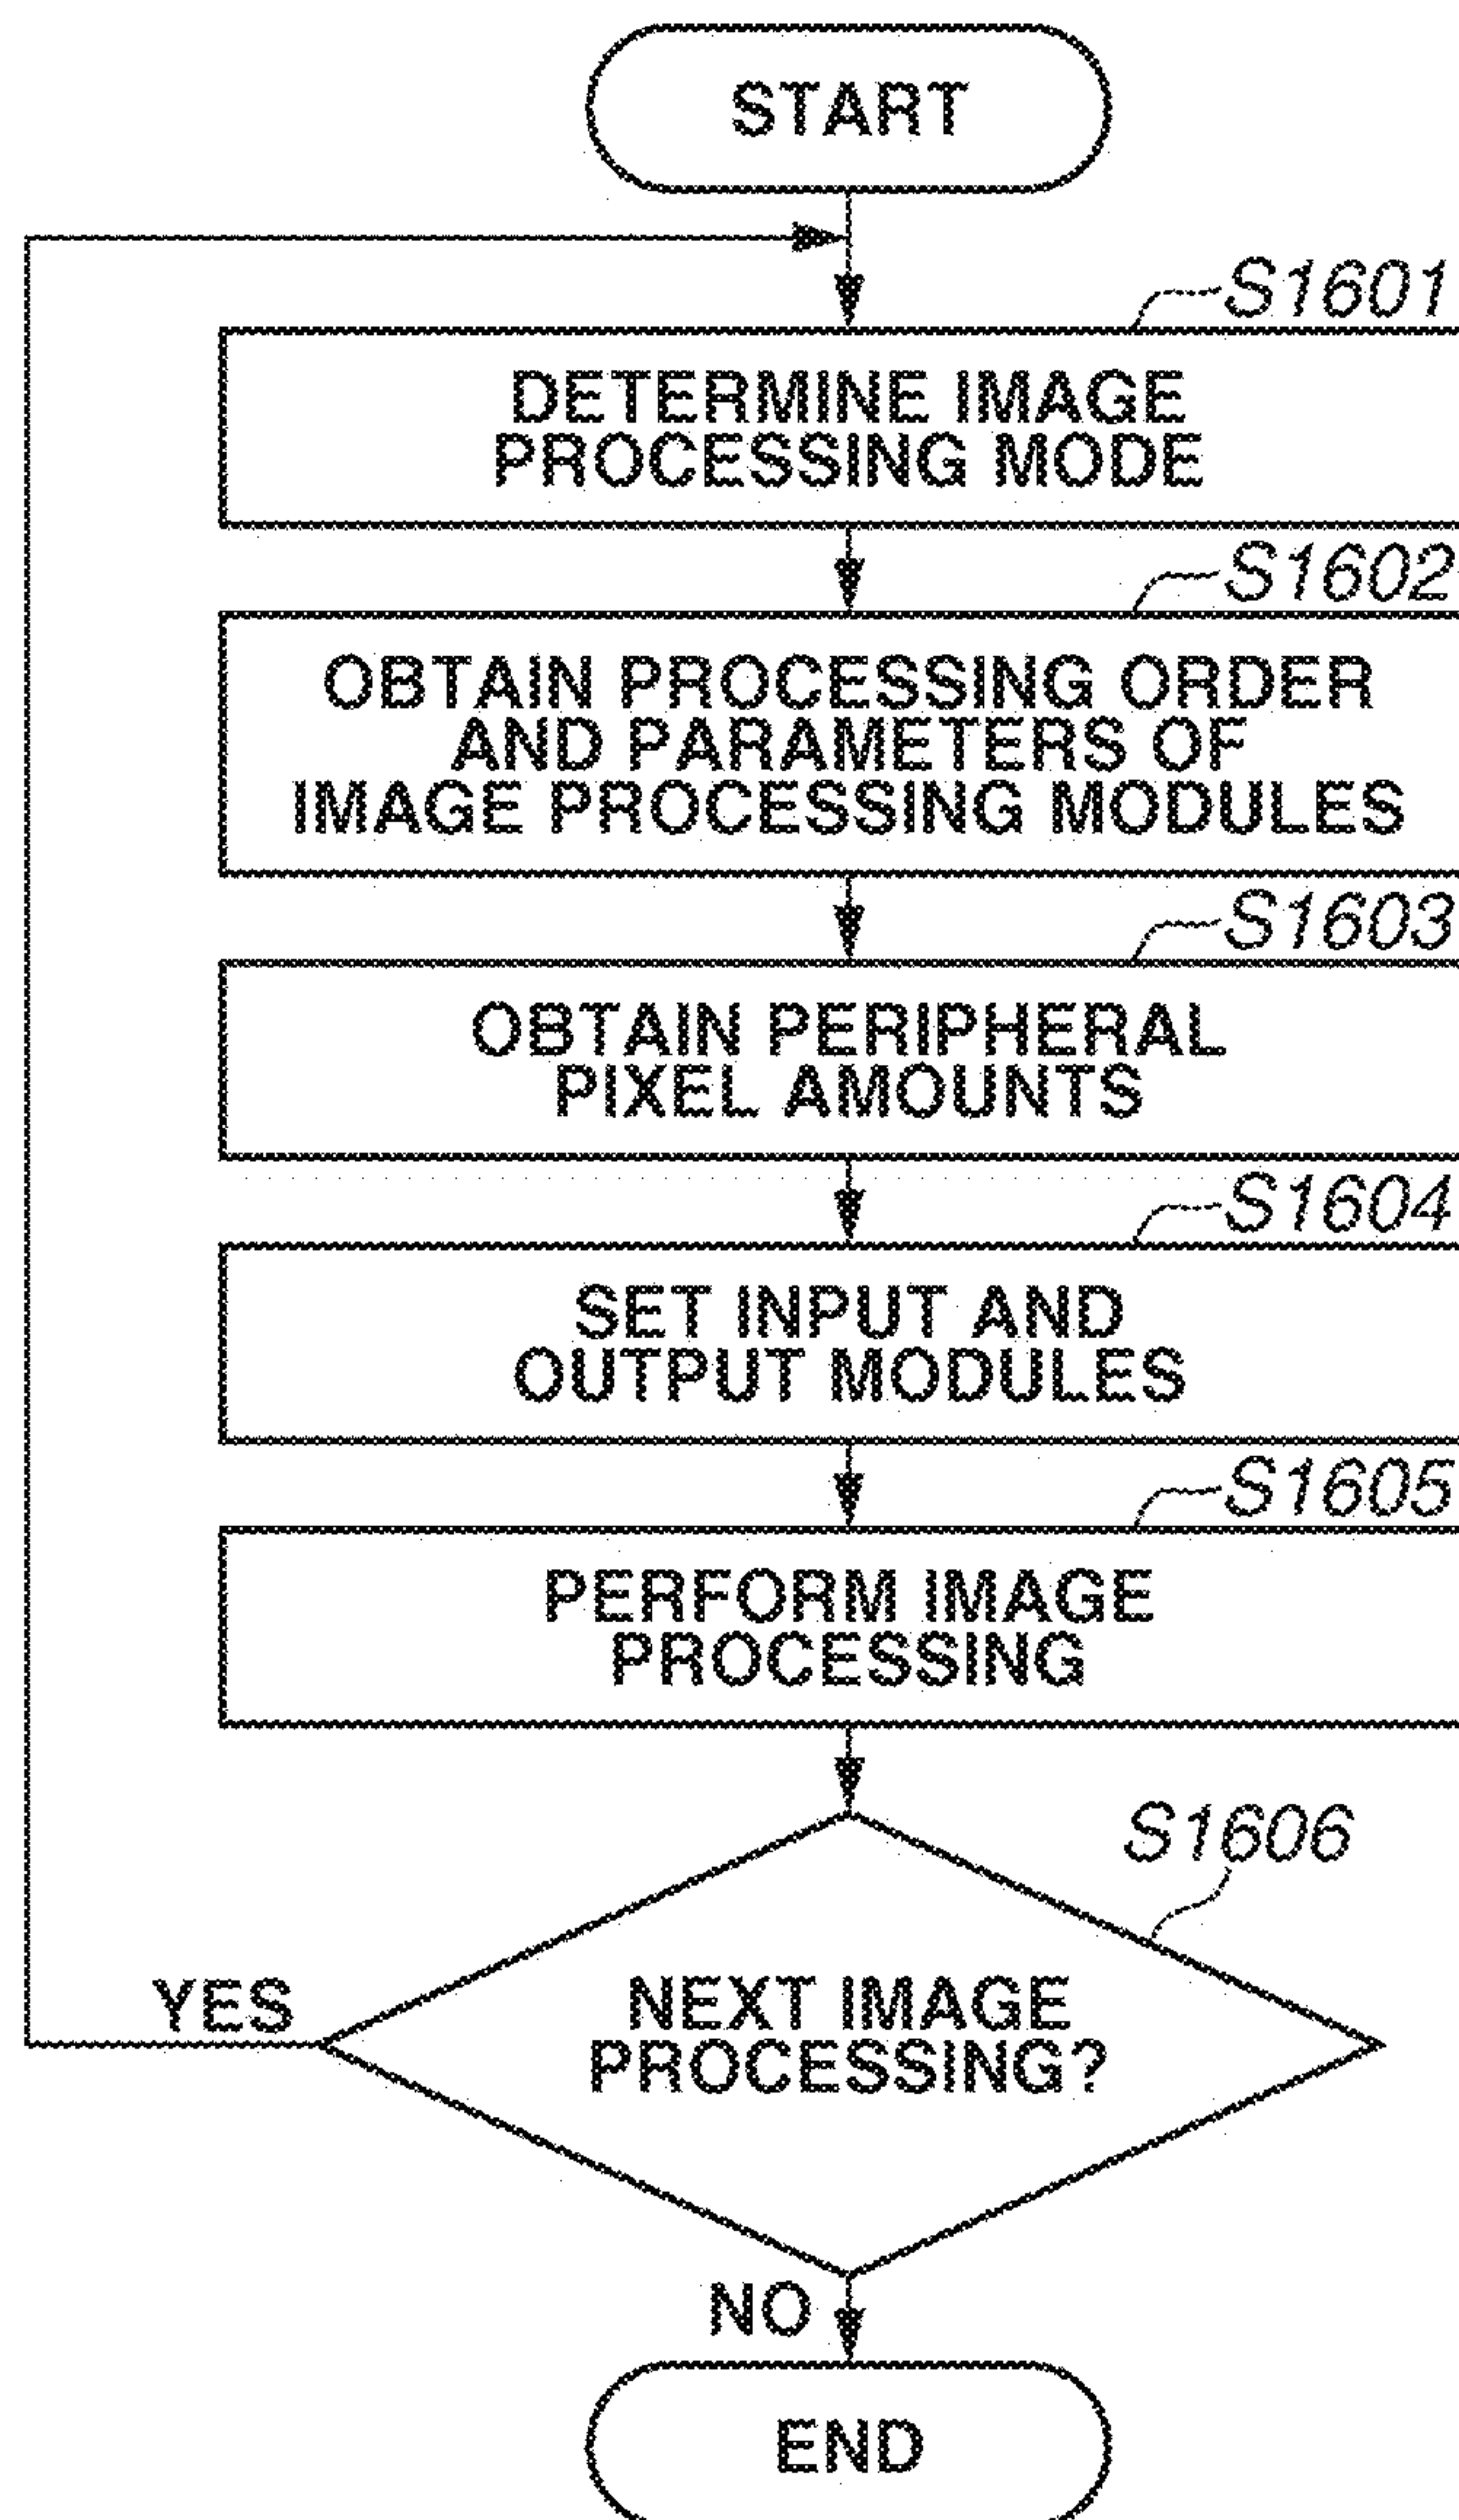 START
S1601
DETERMINE IMAGE
PROCESSING MODE
S1602
OBTAIN PROCESSING ORDER
AND PARAMETERS OF
IMAGE PROCESSING MODULES
S1603
OBTAIN PERIPHERAL
PIXEL AMOUNTS
S1604
SET INPUT AND
OUTPUT MODULES
S1605
PERFORM IMAGE
PROCESSING
S1606
NEXT IMAGE
PROCESSING?
YES
NO
END